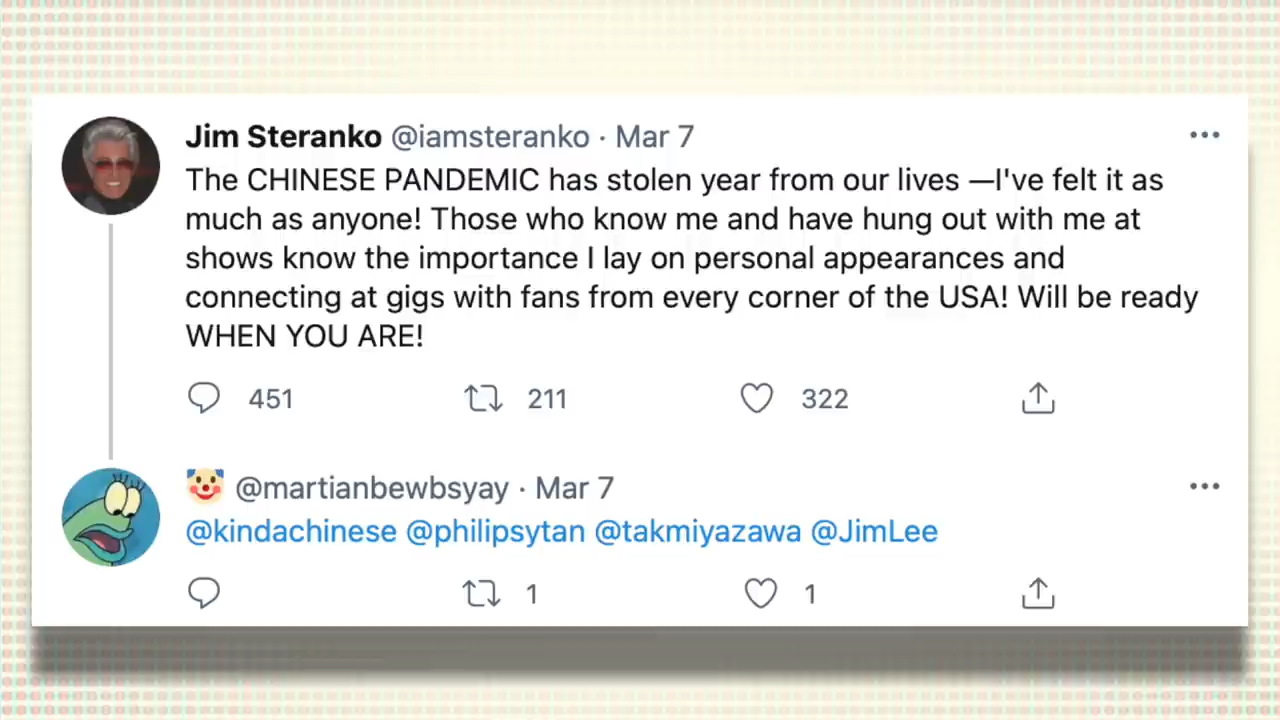 Jim Steranko @iamsteranko · Mar 7
The CHINESE PANDEMIC has stolen year from our lives —I've felt it as
much as anyone! Those who know me and have hung out with me at
shows know the importance I lay on personal appearances and
connecting at gigs with fans from every corner of the USA! Will be ready
WHEN YOU ARE!
451 211 322
🤡 @martianbewbsyay · Mar 7
@kindachinese @philipsytan @takmiyazawa @JimLee
1 1